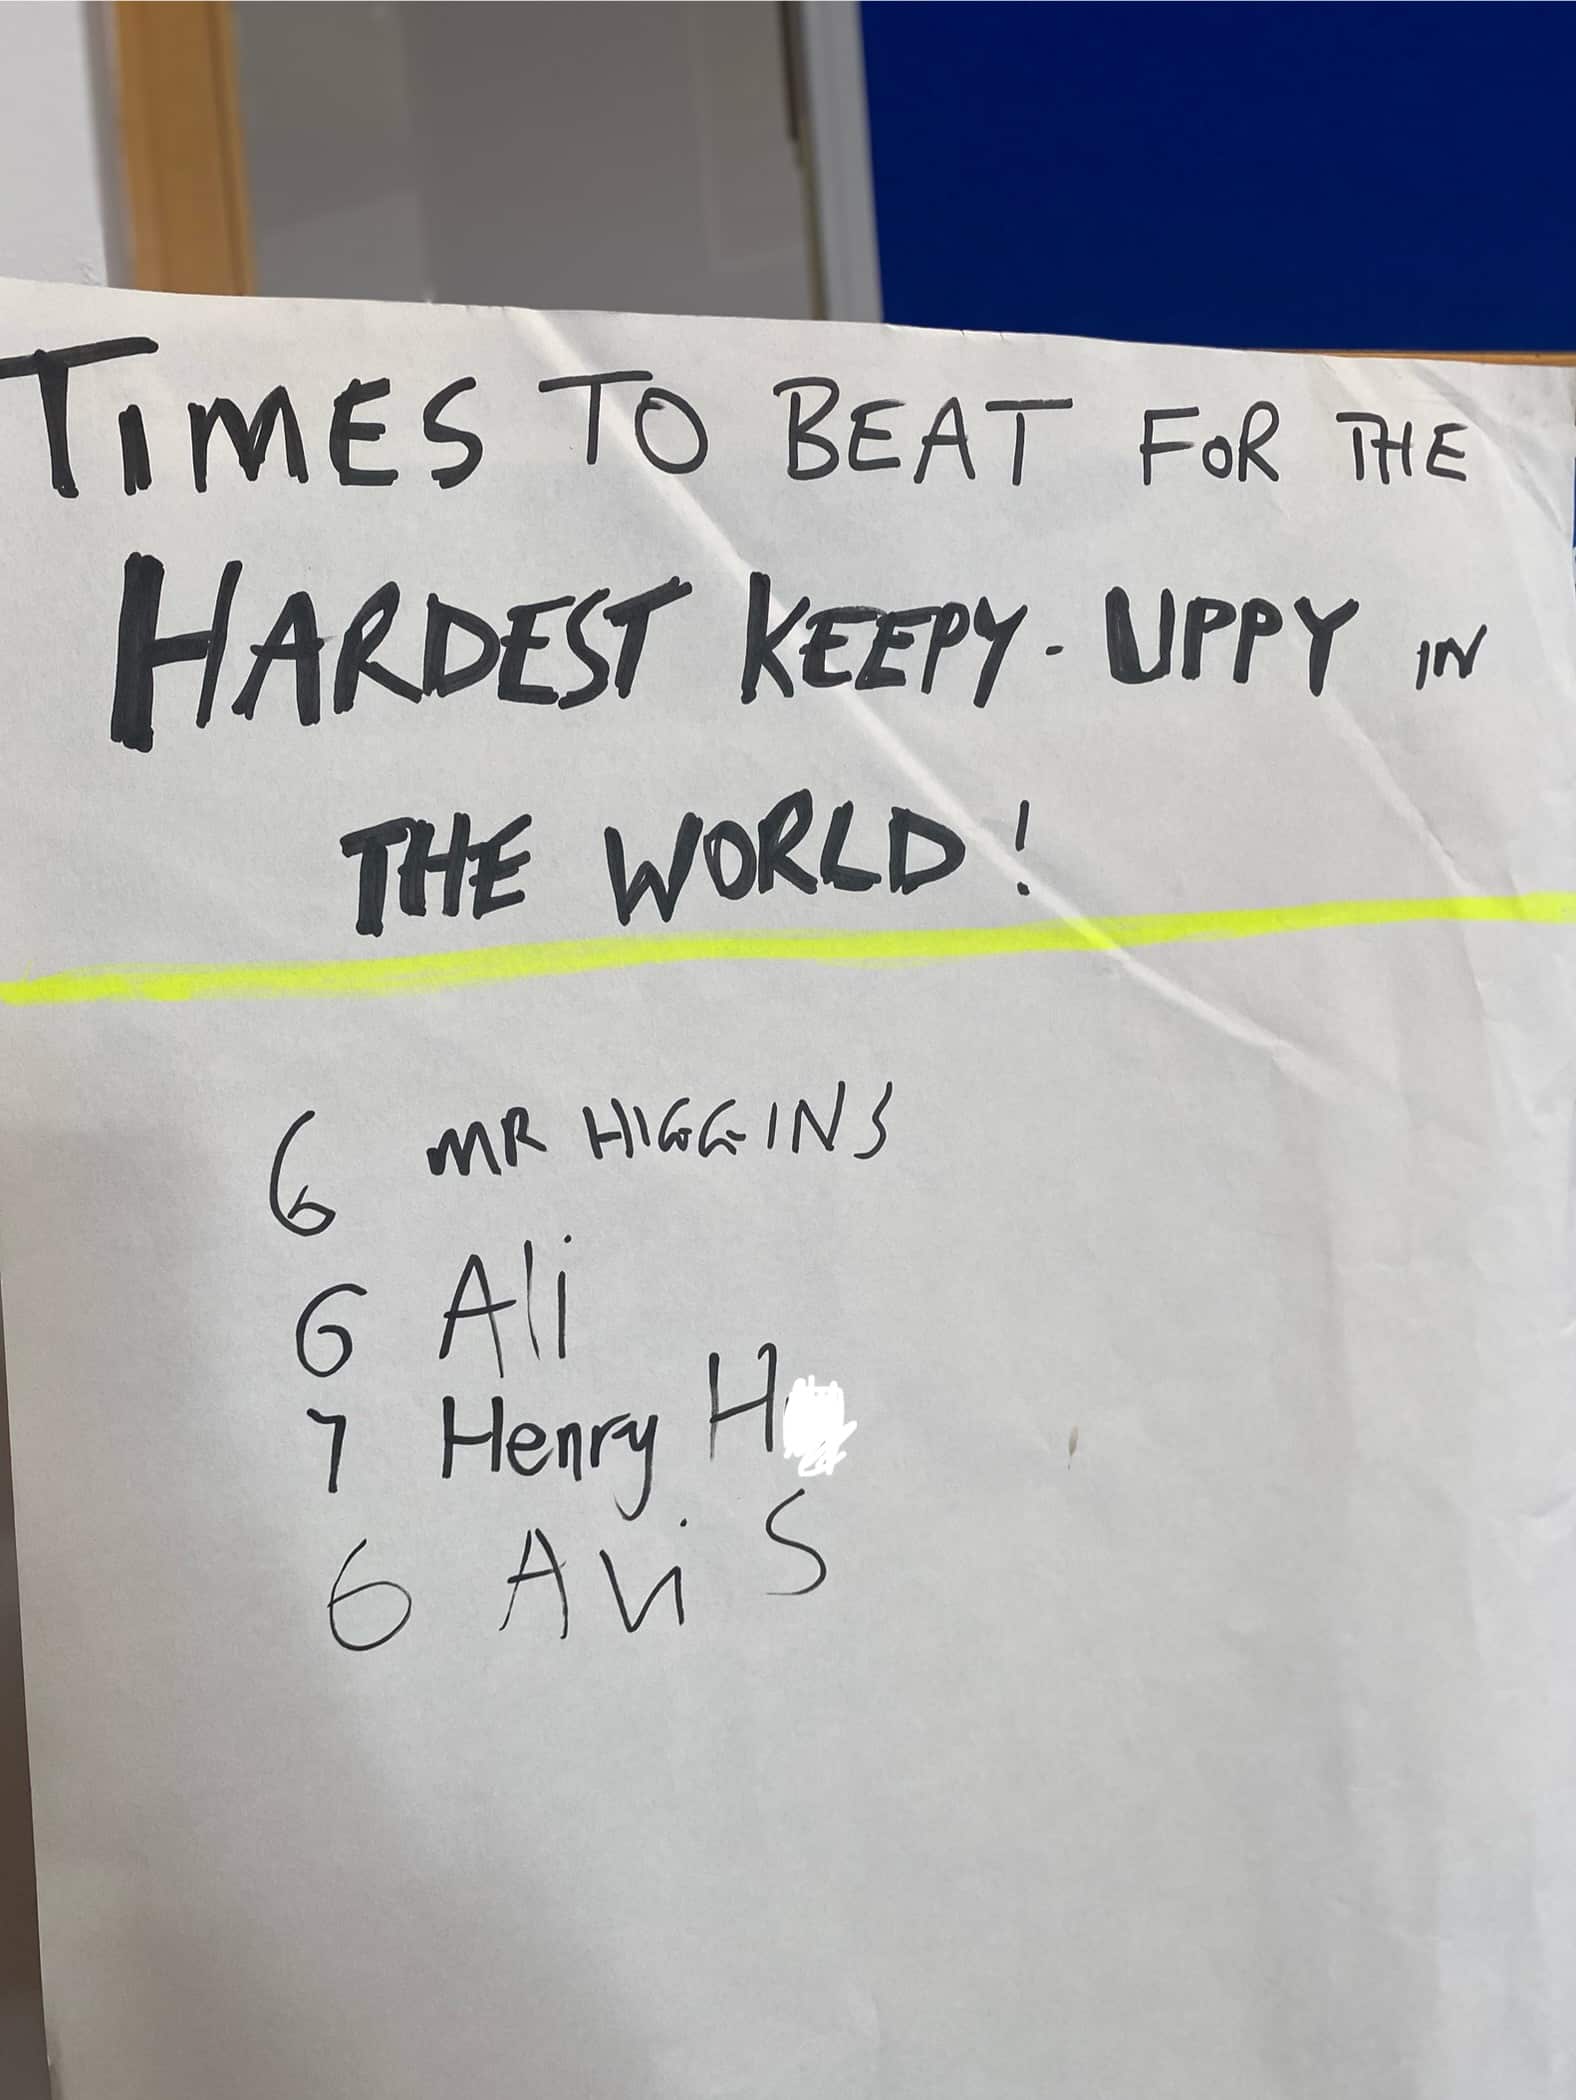 TIMES TO BEAT FOR THE
HARDEST KEEPY-UPPY IN
THE WORLD!
6 MR HIGGINS
6 Ali
7 Henry H
6 Ali S